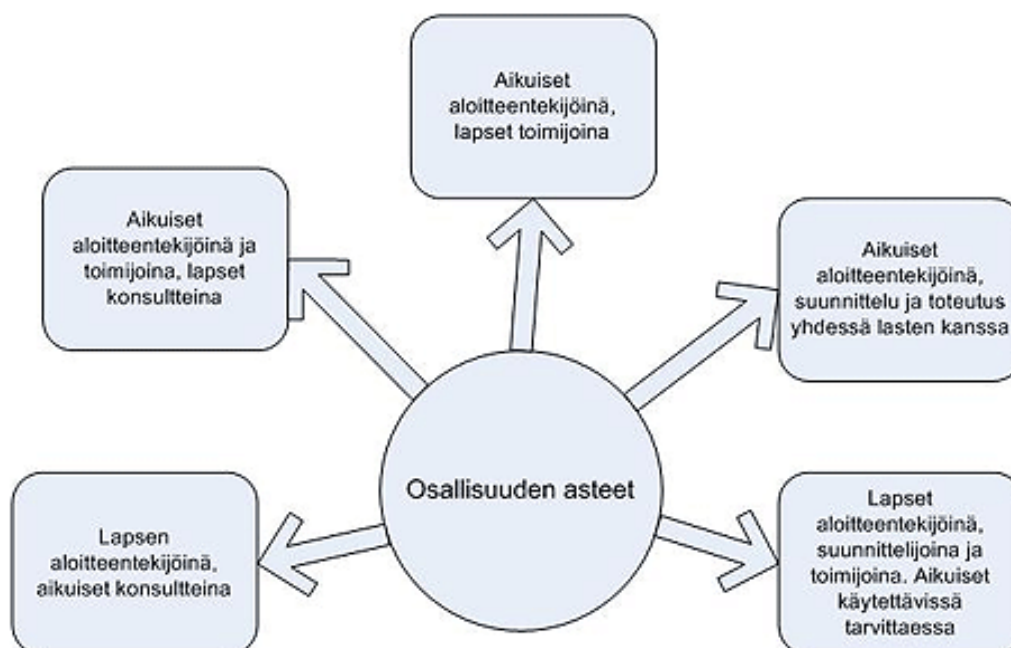 Aikuiset
aloitteentekijöinä,
lapset toimijoina
Aikuiset
aloitteentekijöinä ja
toimijoina, lapset
konsultteina
Aikuiset
aloitteentekijöinä,
suunnittelu ja toteutus
yhdessä lasten kanssa
Osallisuuden asteet
Lapsen
aloitteentekijöinä,
aikuiset konsultteina
Lapset
aloitteentekijöinä,
suunnittelijoina ja
toimijoina. Aikuiset
käytettävissä
tarvittaessa